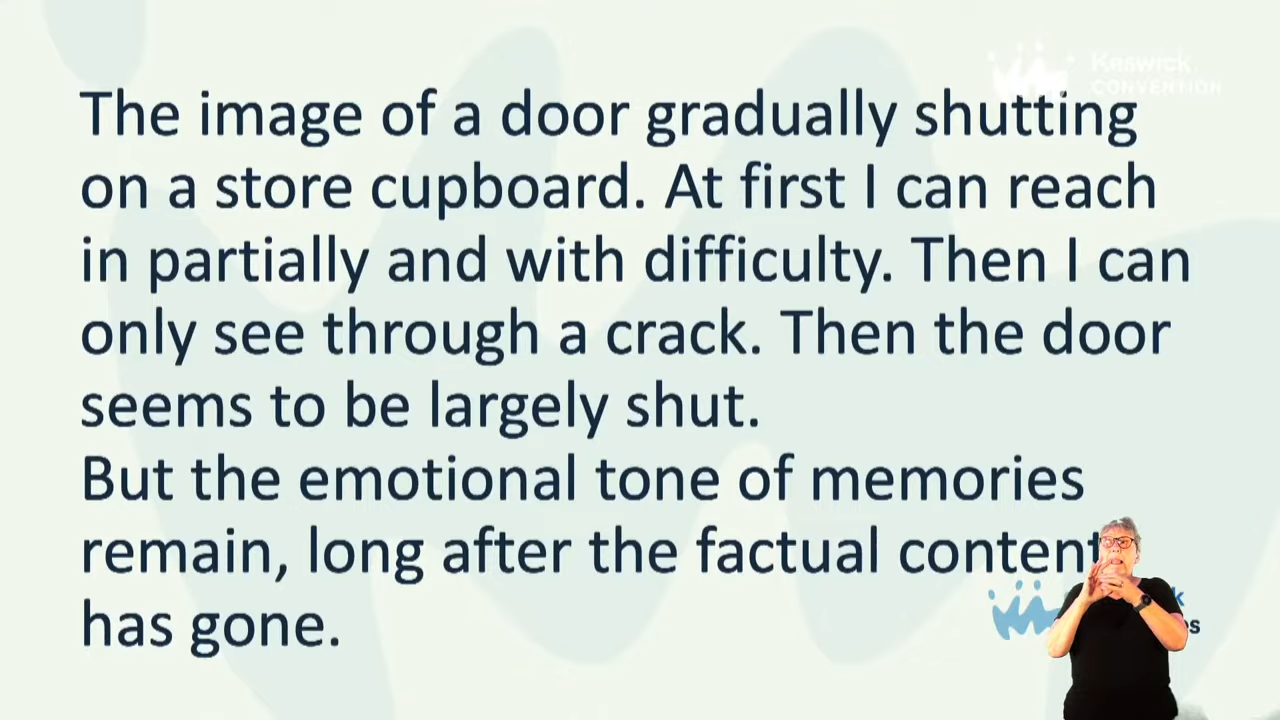 Keswick
CONVENTION
The image of a door gradually shutting
on a store cupboard. At first I can reach
in partially and with difficulty. Then I can
only see through a crack. Then the door
seems to be largely shut.
But the emotional tone of memories
remain, long after the factual content
has gone.